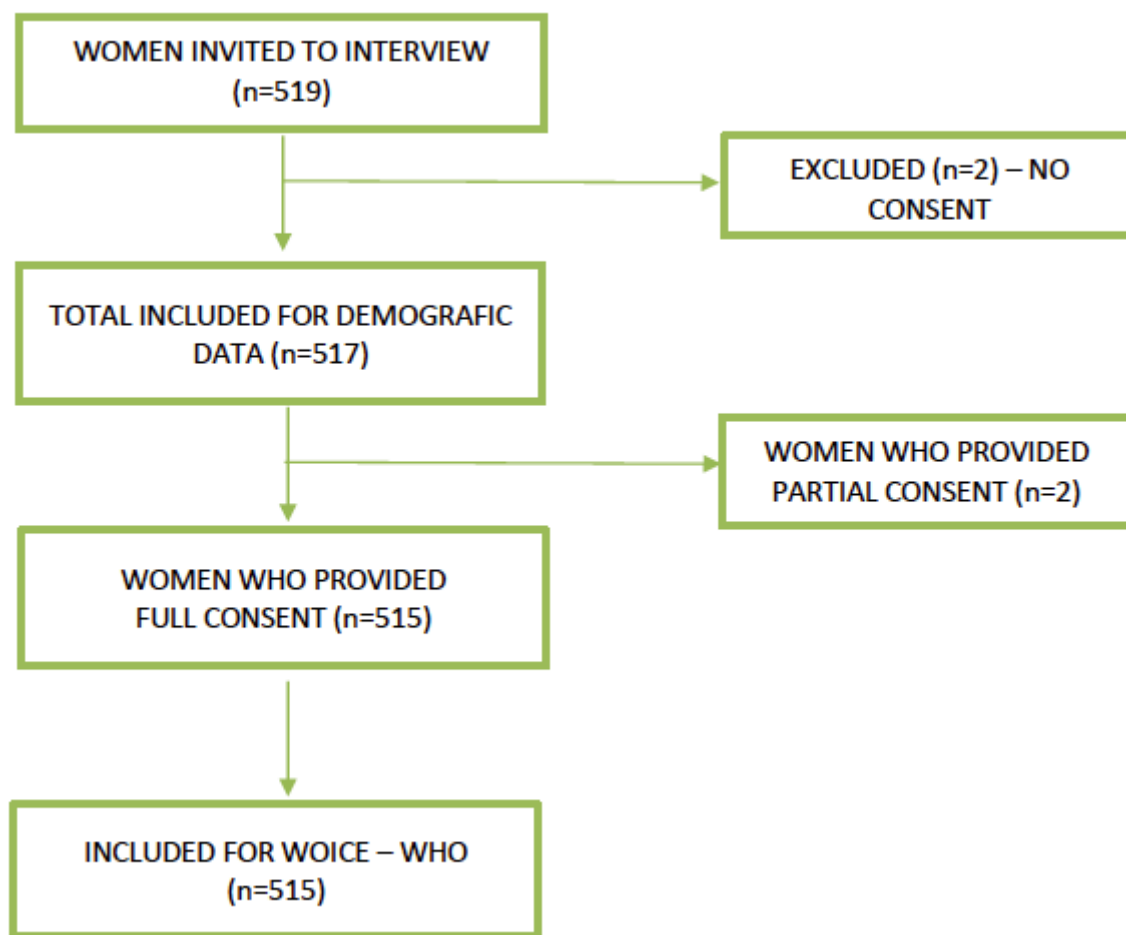 WOMEN INVITED TO INTERVIEW
(n=519)
EXCLUDED (n=2) – NO
CONSENT
TOTAL INCLUDED FOR DEMOGRAFIC
DATA (n=517)
WOMEN WHO PROVIDED
PARTIAL CONSENT (n=2)
WOMEN WHO PROVIDED
FULL CONSENT (n=515)
INCLUDED FOR WOICE – WHO
(n=515)